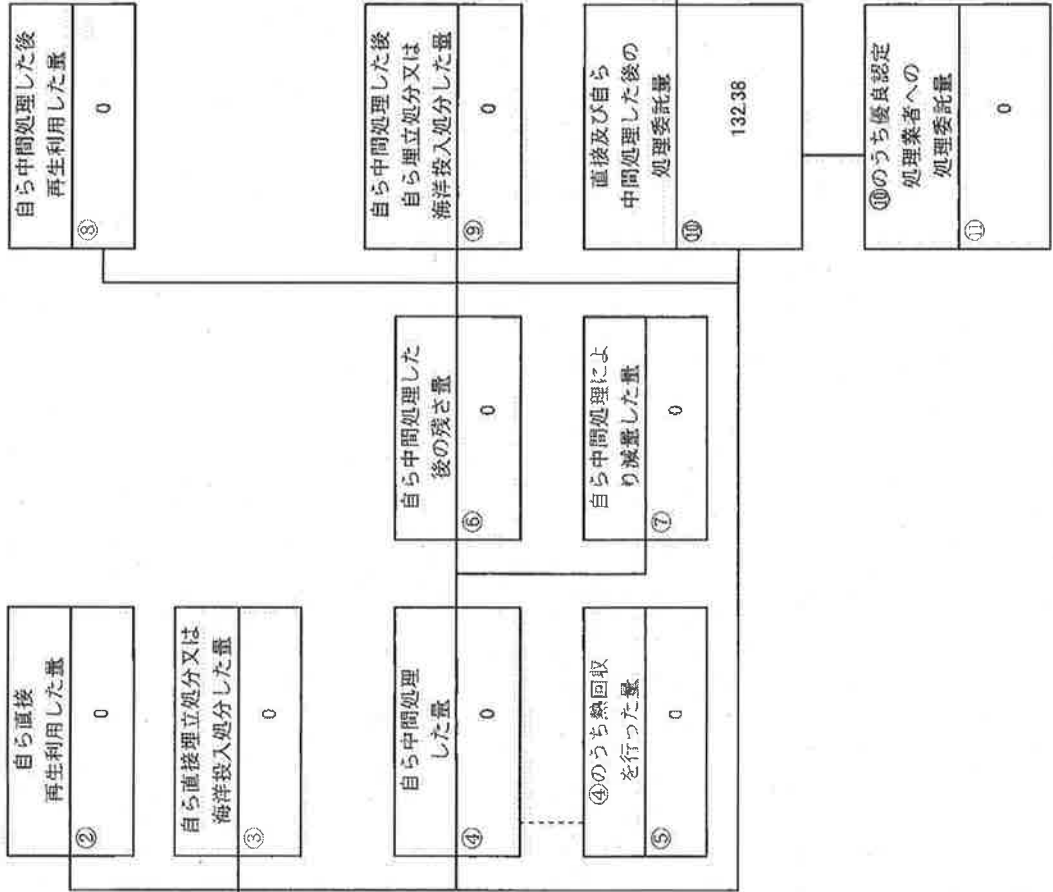 自ら直接
再生利用した量
②
0
自ら直接埋立処分又は
海洋投入処分した量
③
0
自ら中間処理
した量
④
0
④のうち熱回収
を行った量
⑤
0
自ら中間処理した
後の残さ量
⑥
0
自ら中間処理によ
り減量した量
⑦
0
自ら中間処理した後
再生利用した量
⑧
0
自ら中間処理した後
自ら埋立処分又は
海洋投入処分した量
⑨
0
直接及び自ら
中間処理した後の
処理委託量
⑩
132.38
⑩のうち優良認定
処理業者への
処理委託量
⑪
0